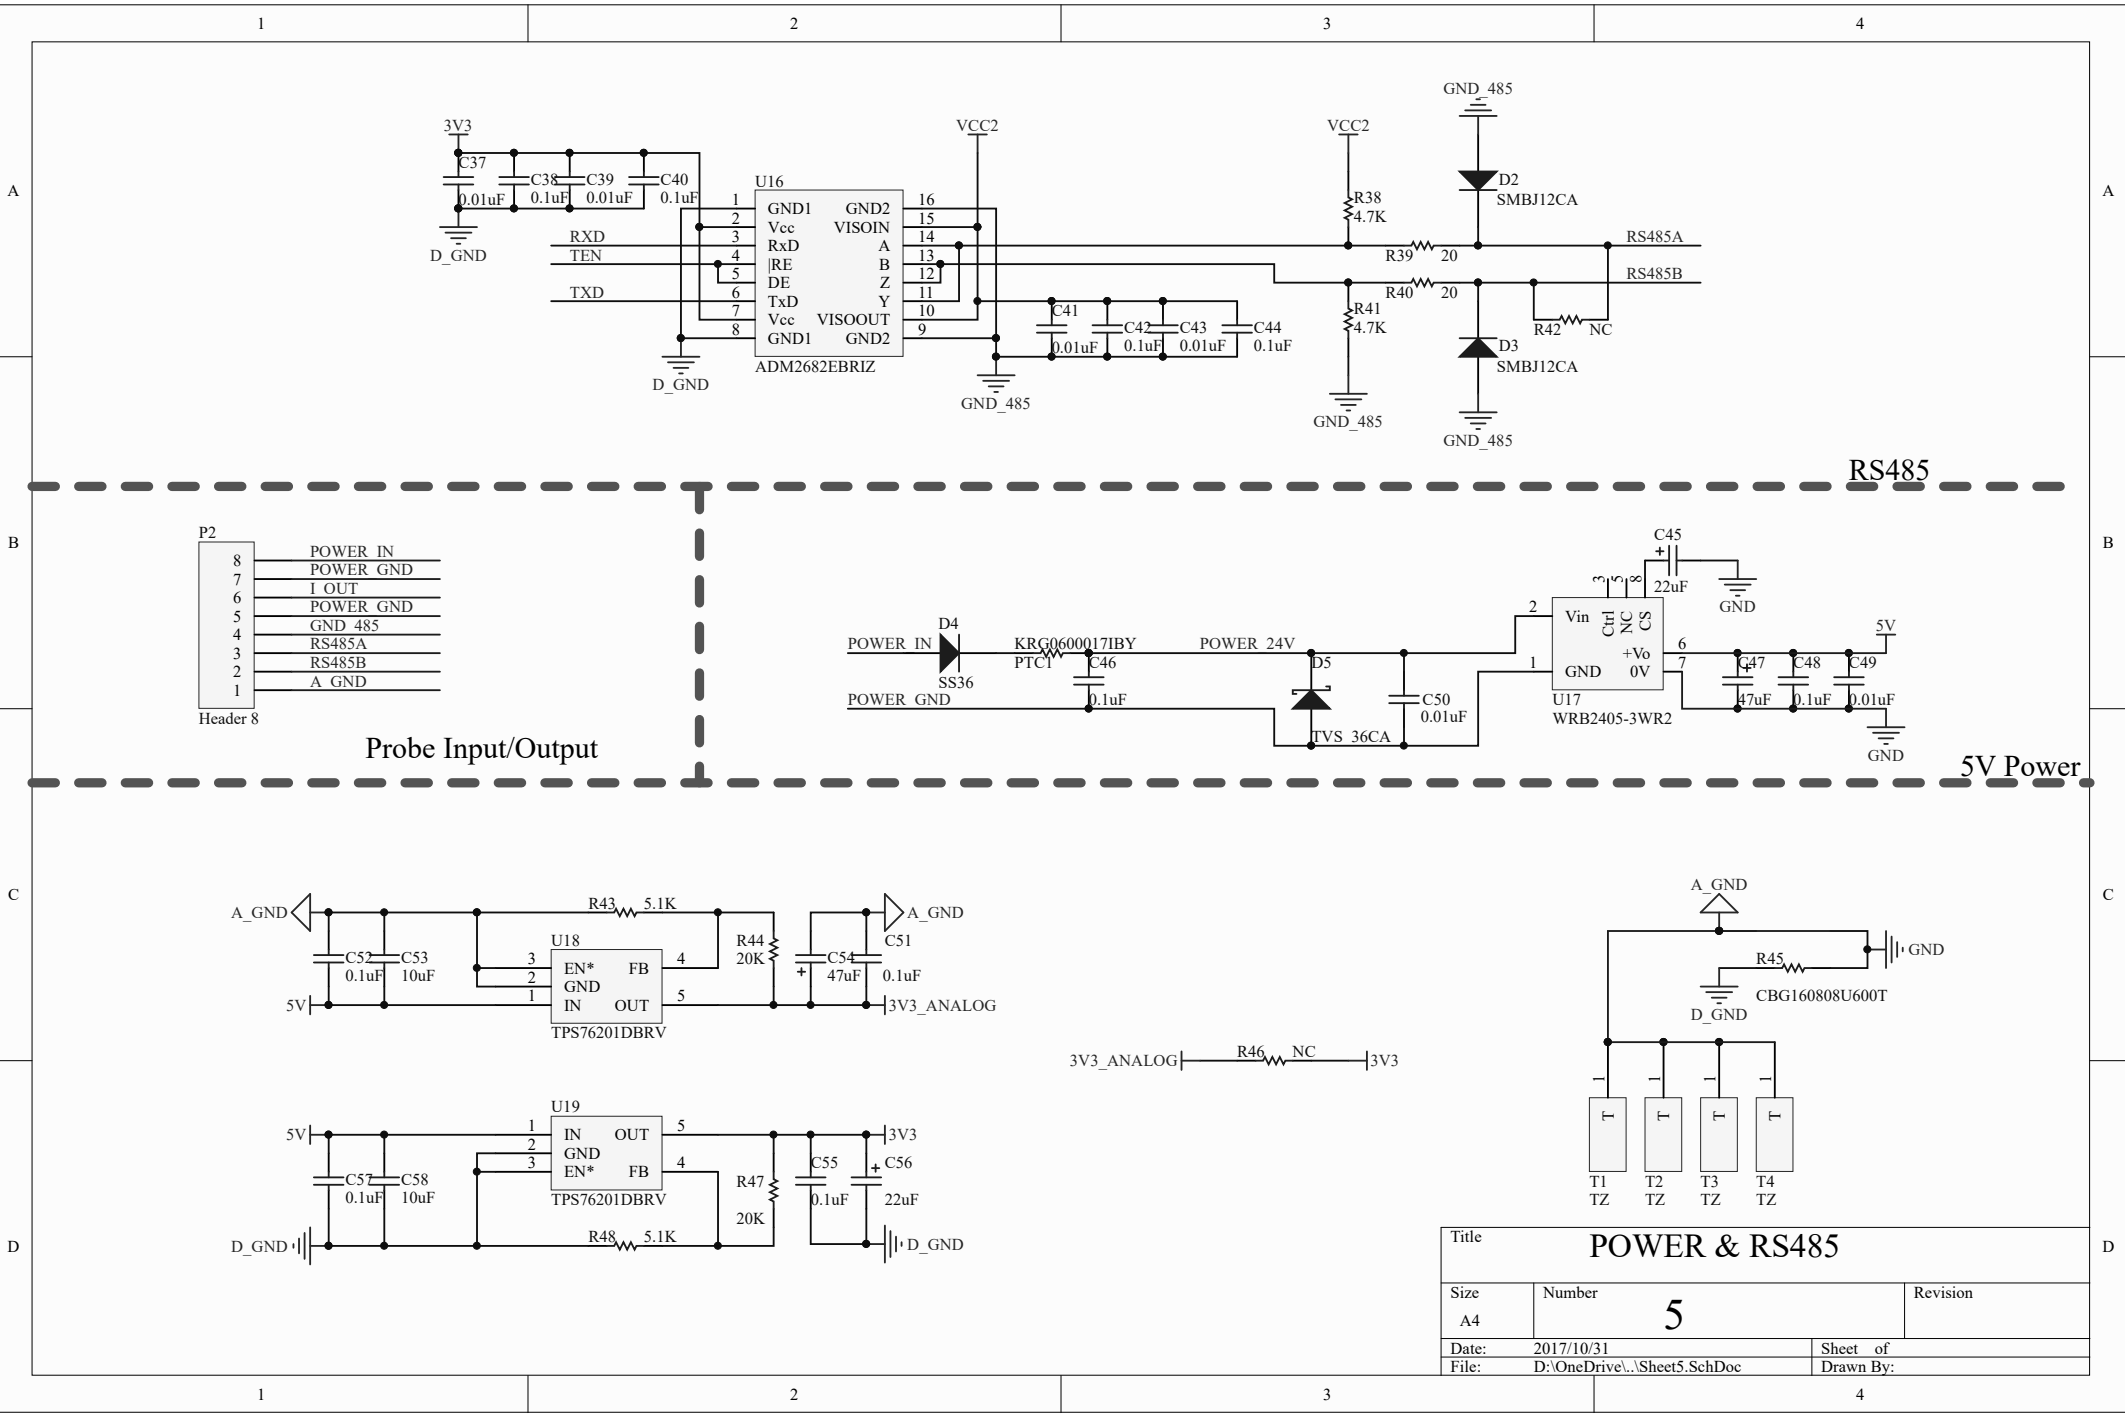 1 2 3 4
A A
B B
C C
D D
1 2 3 4
3V3
C37
0.01uF
C38
0.1uF
C39
0.01uF
C40
0.1uF
D_GND
RXD
TEN
TXD
U16
1 GND1 GND2 16
2 Vcc VISOIN 15
3 RxD A 14
4 |RE B 13
5 DE Z 12
6 TxD Y 11
7 Vcc VISOOUT 10
8 GND1 GND2 9
ADM2682EBRIZ
D_GND
VCC2
C41
0.01uF
C42
0.1uF
C43
0.01uF
C44
0.1uF
GND_485
VCC2
R38
4.7K
R39 20
R40 20
R41
4.7K
GND_485
GND_485
D2
SMBJ12CA
RS485A
RS485B
R42 NC
D3
SMBJ12CA
GND_485
RS485
P2
8 POWER_IN
7 POWER_GND
6 I_OUT
5 POWER_GND
4 GND_485
3 RS485A
2 RS485B
1 A_GND
Header 8
Probe Input/Output
POWER_IN
D4
SS36
KRG0600017IBY
PTC1
C46
0.1uF
POWER_GND
POWER_24V
D5
TVS_36CA
C50
0.01uF
2 Vin
1 GND
3 Ctrl
5 NC
8 CS
+Vo 6
0V 7
U17
WRB2405-3WR2
C45
+
22uF
GND
5V
C47
+
47uF
C48
0.1uF
C49
0.01uF
GND
5V Power
A_GND
R43 5.1K
C52
0.1uF
C53
10uF
U18
3 EN* FB 4
2 GND
1 IN OUT 5
TPS76201DBRV
5V
R44
20K
C54
47uF
+
C51
0.1uF
A_GND
3V3_ANALOG
3V3_ANALOG R46 NC 3V3
A_GND
GND
R45
CBG160808U600T
D_GND
1 1 1 1
T T T T
T1 T2 T3 T4
TZ TZ TZ TZ
U19
5V
1 IN OUT 5
2 GND
3 EN* FB 4
TPS76201DBRV
C57
0.1uF
C58
10uF
D_GND
R48 5.1K
R47
20K
C55
0.1uF
C56
+
22uF
3V3
D_GND
Title
POWER & RS485
Size
A4
Number
5
Revision
Date: 2017/10/31 Sheet of
File: D:\OneDrive\..\Sheet5.SchDoc Drawn By: